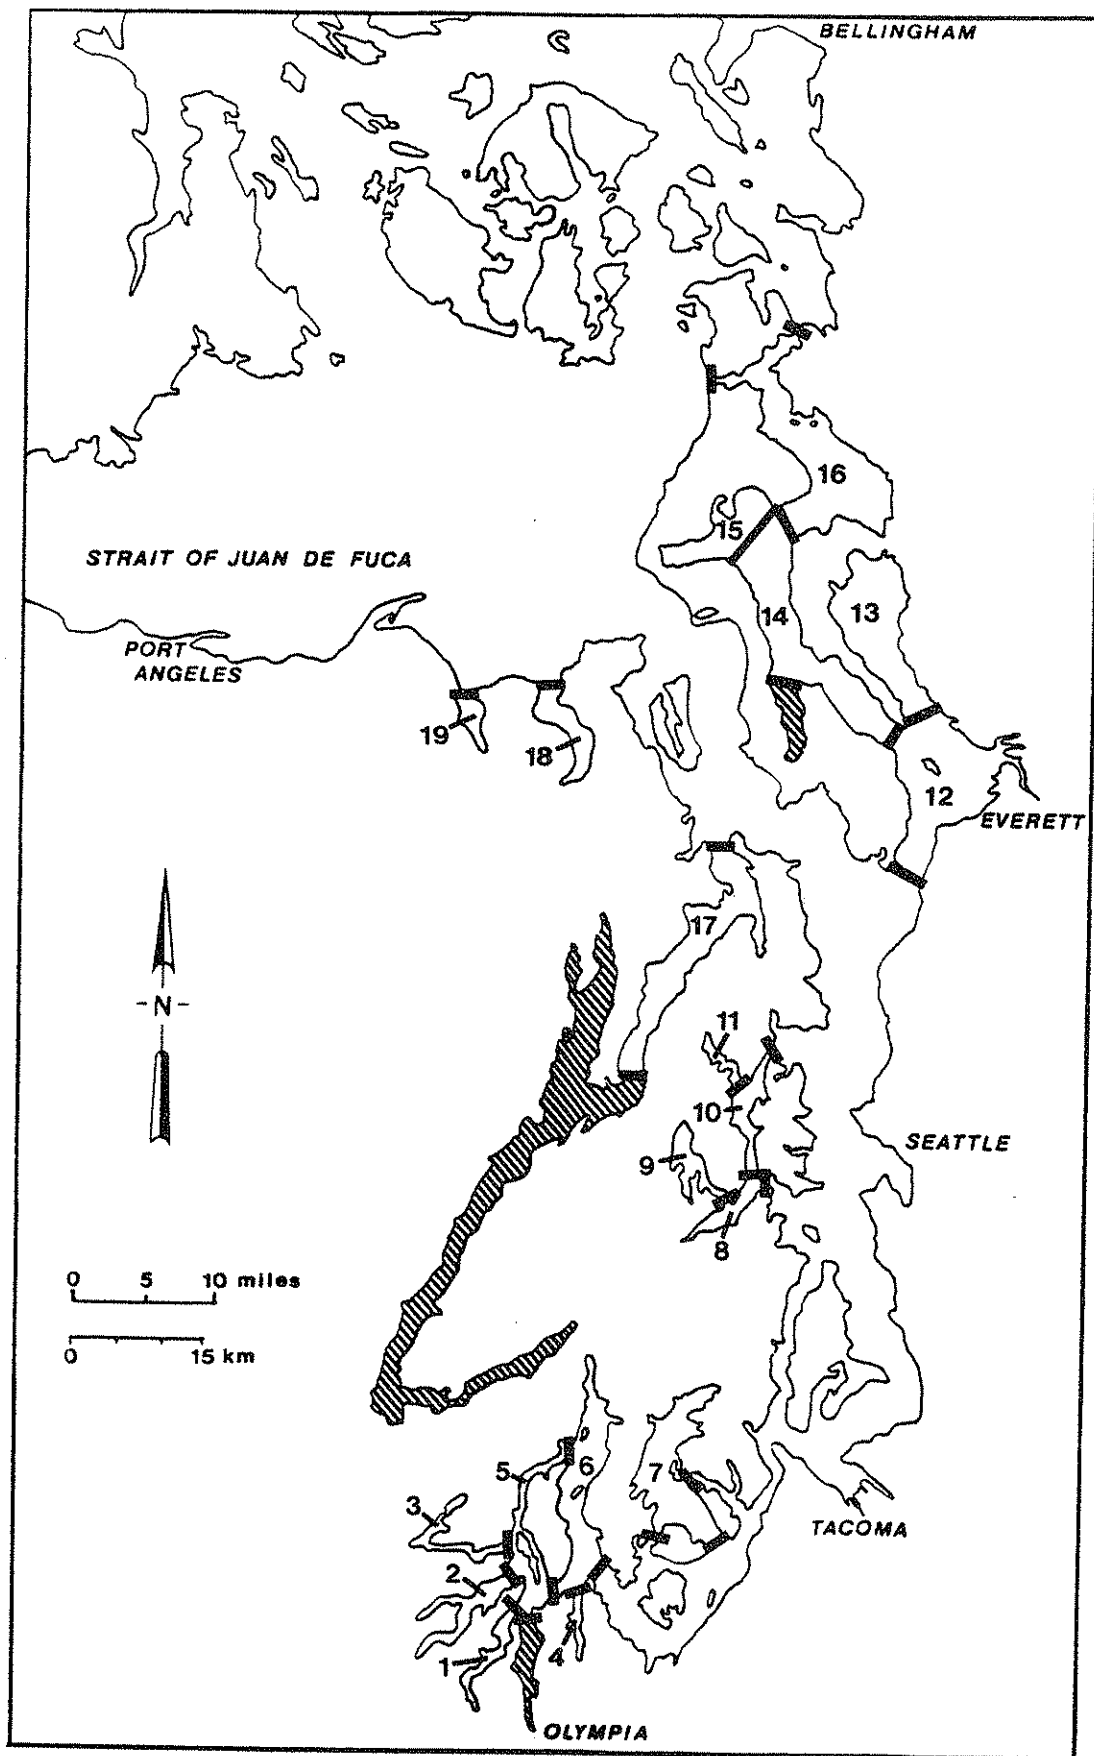 BELLINGHAM
16
15
STRAIT OF JUAN DE FUCA
14
13
PORT
ANGELES
19
18
12
EVERETT
17
-N-
11
10
SEATTLE
9
8
0 5 10 miles
0 15 km
5
6
7
3
TACOMA
2
4
1
OLYMPIA